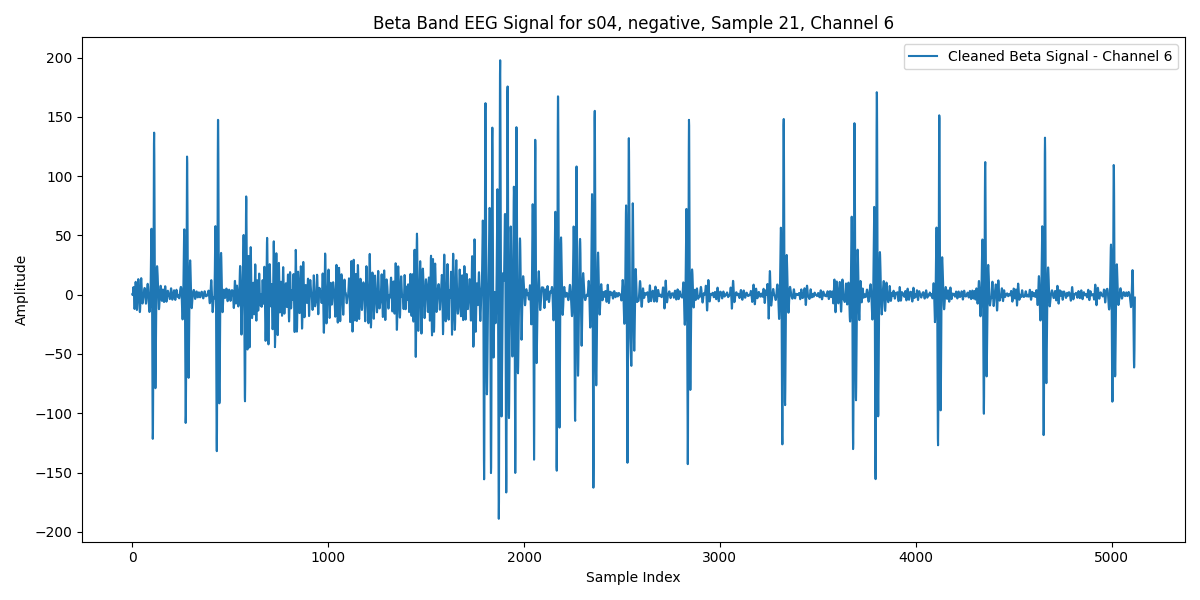 Beta Band EEG Signal for s04, negative, Sample 21, Channel 6
Cleaned Beta Signal - Channel 6
200
150
100
50
0
−50
−100
−150
−200
Amplitude
0 1000 2000 3000 4000 5000
Sample Index